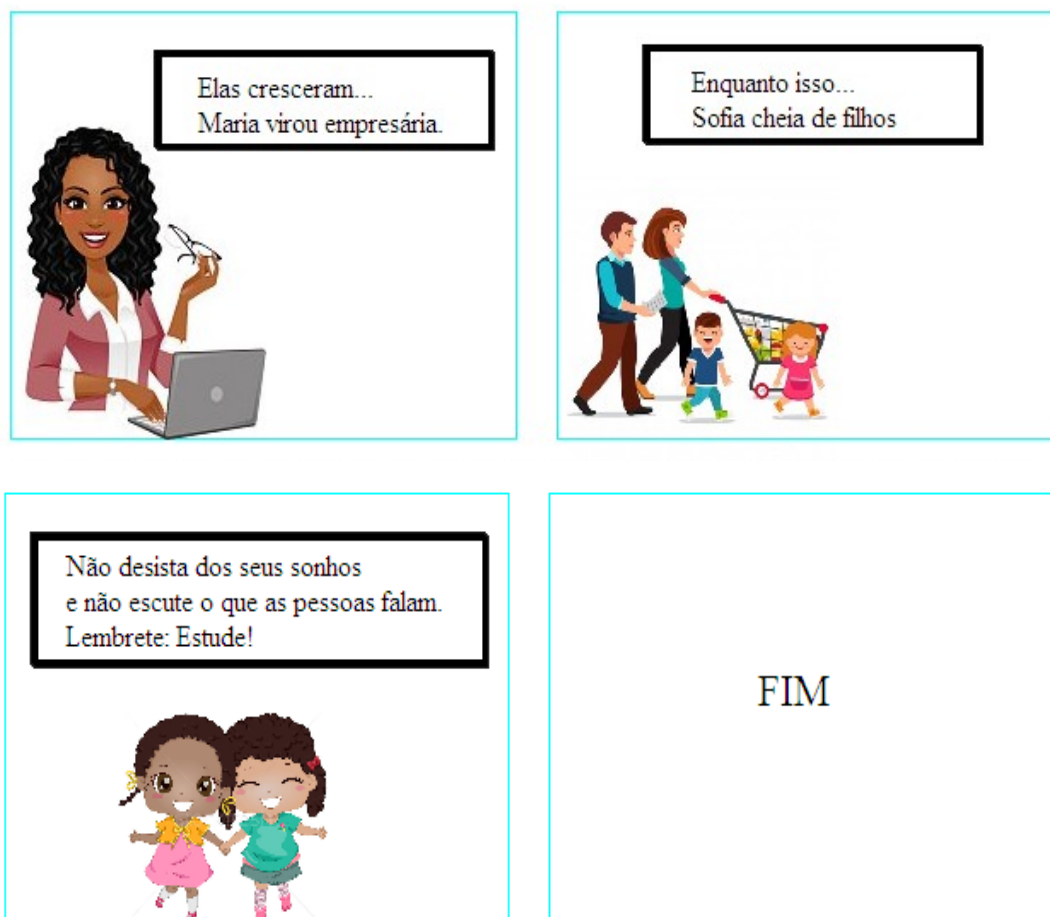 Elas cresceram...
Maria virou empresária.
Enquanto isso...
Sofia cheia de filhos
Não desista dos seus sonhos
e não escute o que as pessoas falam.
Lembrete: Estude!
FIM